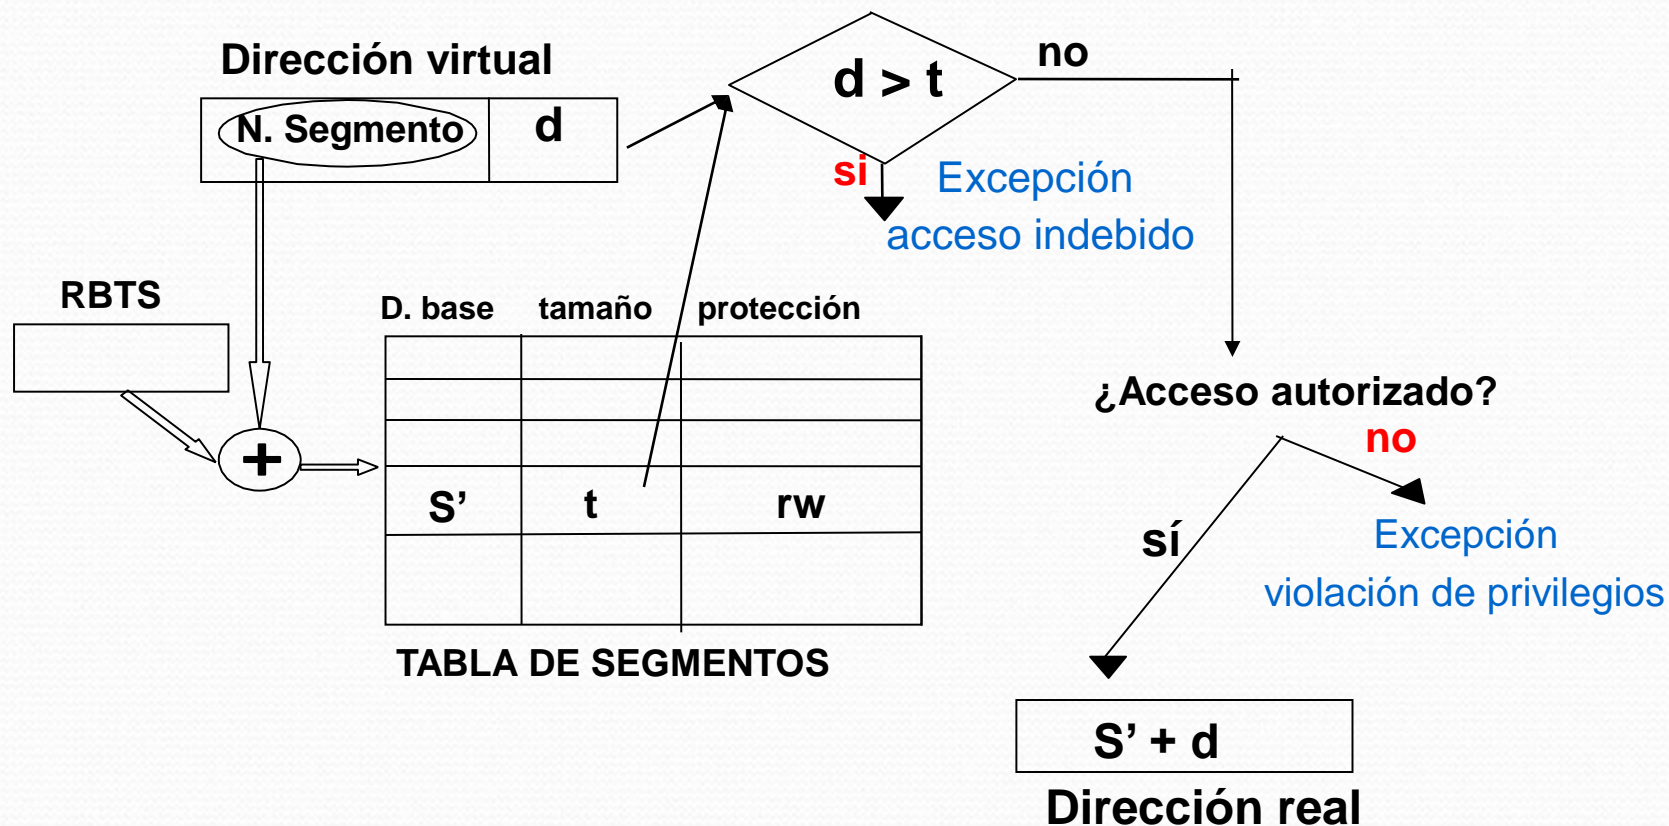 Dirección virtual
N. Segmento
d
d > t
no
si
Excepción
acceso indebido
RBTS
D. base tamaño protección
+
¿Acceso autorizado?
no
S’ t rw
sí
Excepción
violación de privilegios
TABLA DE SEGMENTOS
S’ + d
Dirección real